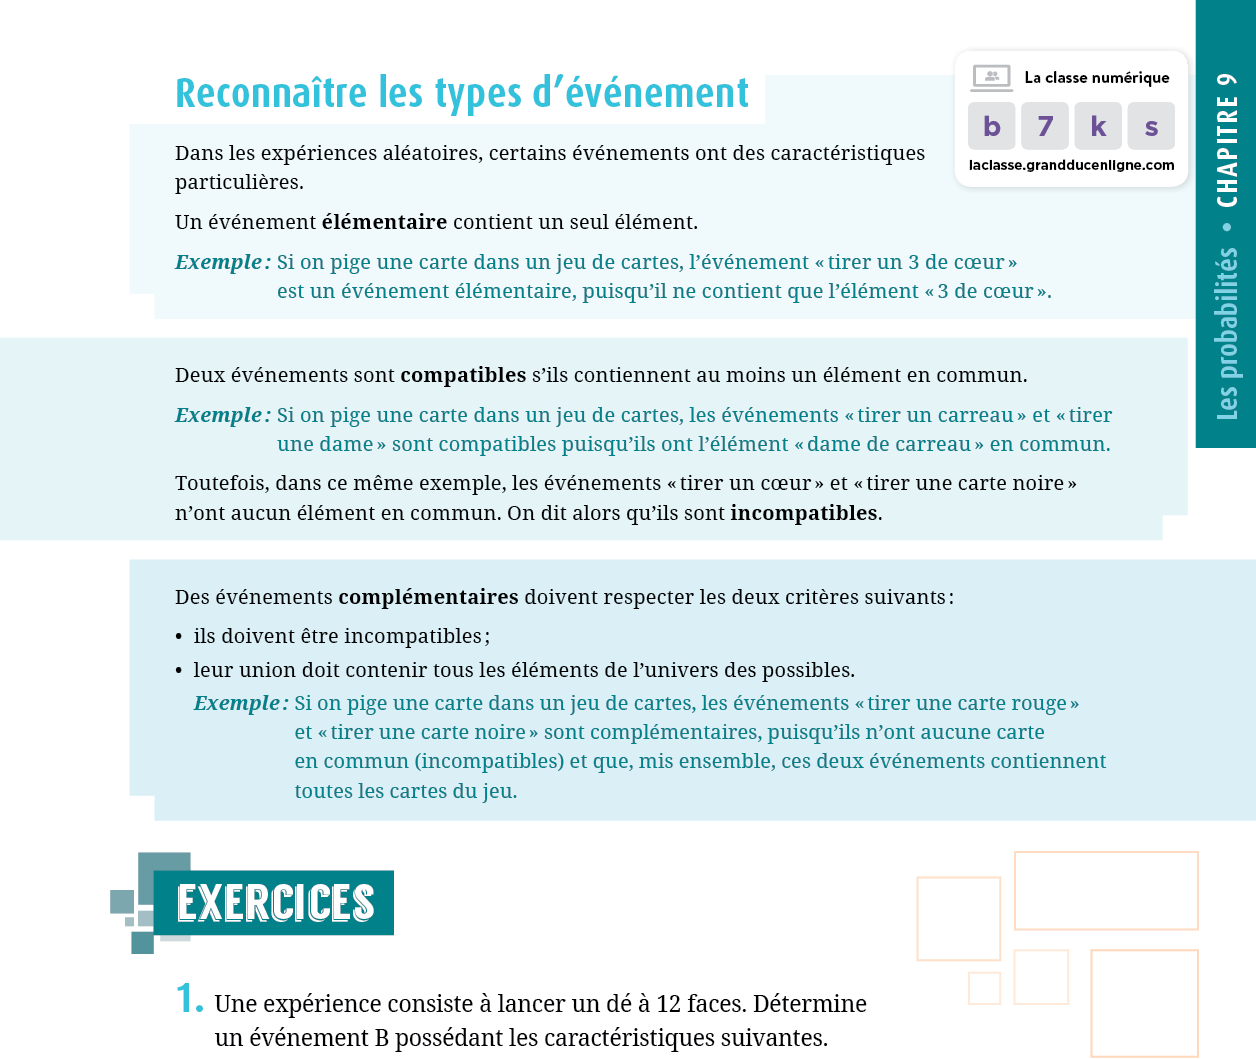 Reconnaître les types d’événement
La classe numérique
b 7 k s
laclasse.grandducenligne.com
Les probabilités • CHAPITRE 9
Dans les expériences aléatoires, certains événements ont des caractéristiques
particulières.
Un événement élémentaire contient un seul élément.
Exemple : Si on pige une carte dans un jeu de cartes, l’événement « tirer un 3 de cœur »
est un événement élémentaire, puisqu’il ne contient que l’élément « 3 de cœur ».
Deux événements sont compatibles s’ils contiennent au moins un élément en commun.
Exemple : Si on pige une carte dans un jeu de cartes, les événements « tirer un carreau » et « tirer
une dame » sont compatibles puisqu’ils ont l’élément « dame de carreau » en commun.
Toutefois, dans ce même exemple, les événements « tirer un cœur » et « tirer une carte noire »
n’ont aucun élément en commun. On dit alors qu’ils sont incompatibles.
Des événements complémentaires doivent respecter les deux critères suivants :
• ils doivent être incompatibles ;
• leur union doit contenir tous les éléments de l’univers des possibles.
Exemple : Si on pige une carte dans un jeu de cartes, les événements « tirer une carte rouge »
et « tirer une carte noire » sont complémentaires, puisqu’ils n’ont aucune carte
en commun (incompatibles) et que, mis ensemble, ces deux événements contiennent
toutes les cartes du jeu.
EXERCICES
1. Une expérience consiste à lancer un dé à 12 faces. Détermine
un événement B possédant les caractéristiques suivantes.